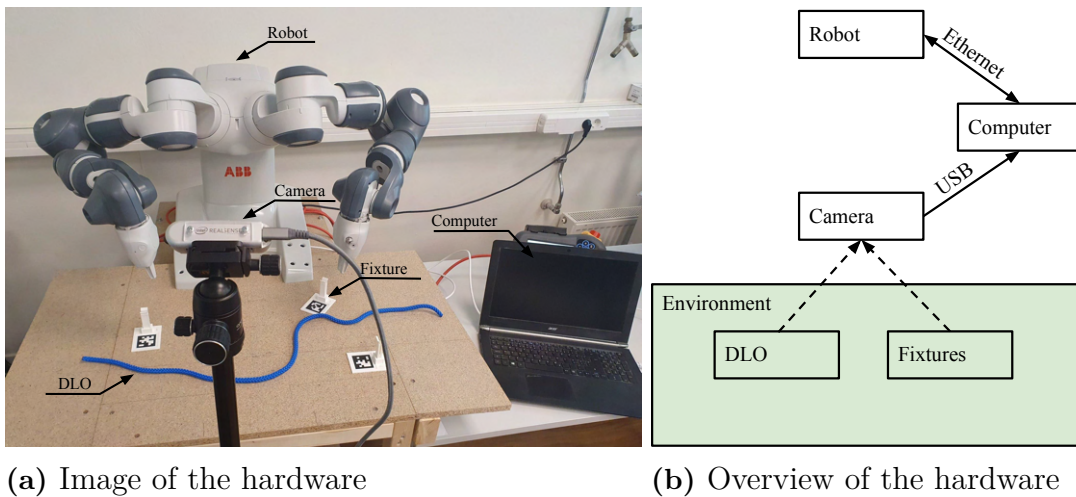 Robot
ABB
Camera
Computer
REALSENSE
Fixture
DLO
(a) Image of the hardware
Robot
Ethernet
Computer
USB
Camera
Environment
DLO
Fixtures
(b) Overview of the hardware